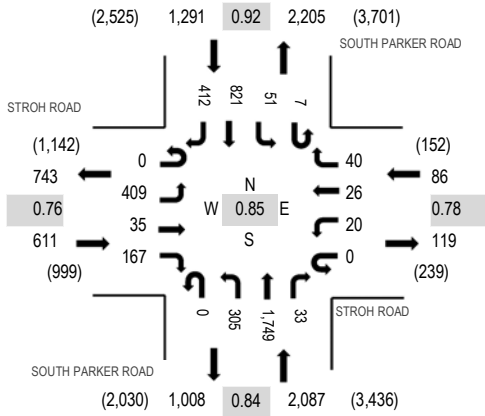 (2,525) 1,291 0.92 2,205 (3,701)
SOUTH PARKER ROAD
412 821 51 7
STROH ROAD
(1,142) (152)
0 40
743 86
409 N 26
0.76 W 0.85 E 0.78
35 20
611 S 119
167 0
(999) (239)
0 305 1,749 33
STROH ROAD
SOUTH PARKER ROAD
(2,030) 1,008 0.84 2,087 (3,436)